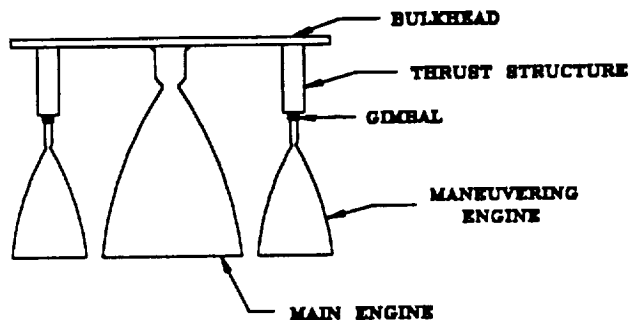 BULKHEAD
THRUST STRUCTURE
GIMBAL
MANEUVERING
ENGINE
MAIN ENGINE